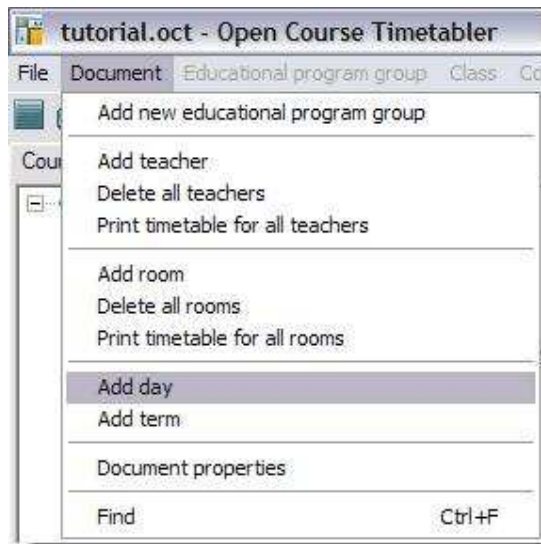 tutorial.oct - Open Course Timetabler
File Document Educational program group Class
Add new educational program group
Add teacher
Delete all teachers
Print timetable for all teachers
Add room
Delete all rooms
Print timetable for all rooms
Add day
Add term
Document properties
Find Ctrl+F